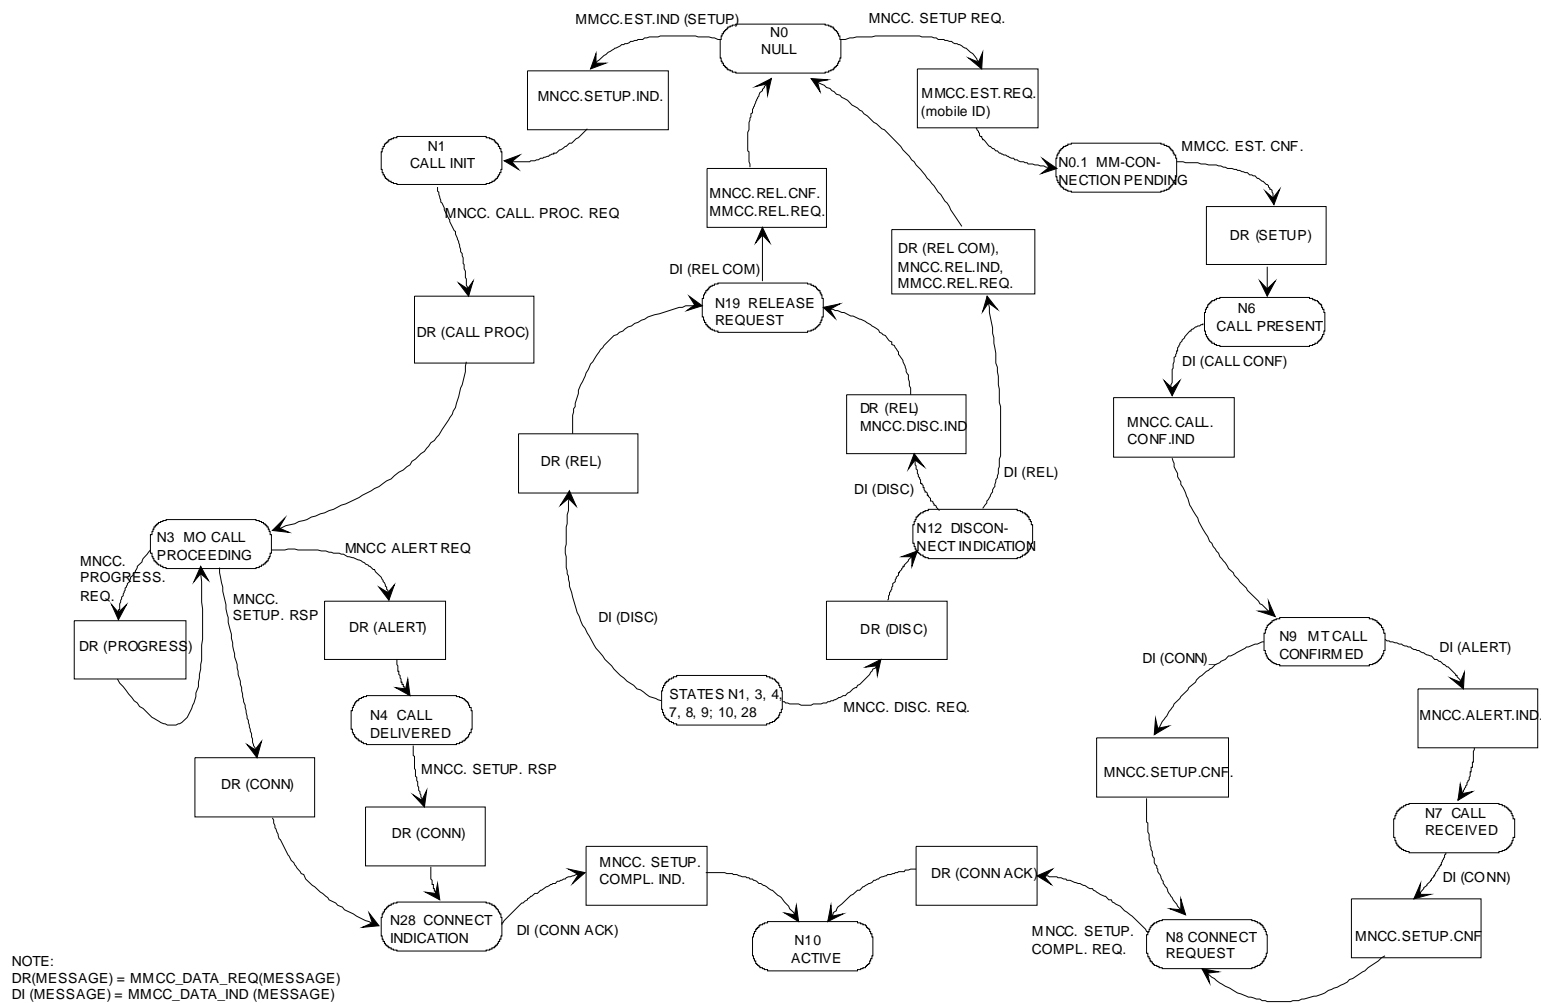 MMCC.EST.IND (SETUP)
N0
NULL
MNCC. SETUP REQ.
MNCC.SETUP.IND.
MMCC.EST.REQ.
(mobile ID)
N1
CALL INIT
N0.1 MM-CON-
NECTION PENDING
MMCC. EST. CNF.
MNCC. CALL. PROC. REQ
MNCC.REL.CNF.
MMCC.REL.REQ.
DR (SETUP)
DR (REL COM),
MNCC.REL.IND,
MMCC.REL.REQ.
DI (REL COM)
N19 RELEASE
REQUEST
N6
CALL PRESENT
DR (CALL PROC)
DI (CALL CONF)
DR (REL)
MNCC.DISC.IND
MNCC. CALL.
CONF.IND
DR (REL)
DI (DISC)
DI (REL)
N3 MO CALL
PROCEEDING
MNCC ALERT REQ
N12 DISCON-
NECT INDICATION
MNCC.
PROGRESS.
REQ.
MNCC.
SETUP. RSP
DR (PROGRESS)
DR (ALERT)
DI (DISC)
DR (DISC)
N9 MT CALL
CONFIRMED
DI (CONN)
DI (ALERT)
STATES N1, 3, 4,
7, 8, 9; 10, 28
MNCC. DISC. REQ.
MNCC.ALERT.IND.
N4 CALL
DELIVERED
MNCC. SETUP. RSP
DR (CONN)
MNCC.SETUP.CNF.
N7 CALL
RECEIVED
DR (CONN)
MNCC. SETUP.
COMPL. IND.
DR (CONN ACK)
DI (CONN)
N28 CONNECT
INDICATION
DI (CONN ACK)
N10
ACTIVE
MNCC. SETUP.
COMPL. REQ.
N8 CONNECT
REQUEST
MNCC.SETUP.CNF
NOTE:
DR(MESSAGE) = MMCC_DATA_REQ(MESSAGE)
DI (MESSAGE) = MMCC_DATA_IND (MESSAGE)